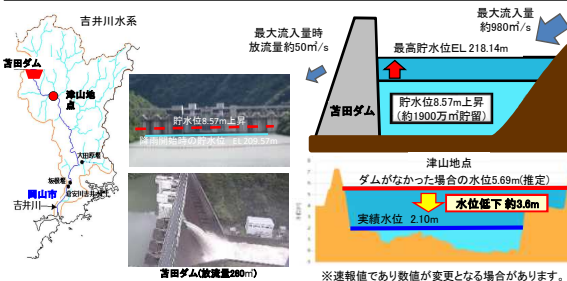 吉井川水系
苫田ダム
津山地
点
大田原堰
坂根堰
岡山市
吉井川
最大流入量時
放流量約50㎥/s
最大流入量
約980㎥/s
最高貯水位EL 218.14m
苫田ダム
貯水位8.57m上昇
(約1900万㎥貯留)
貯水位8.57m上昇
降雨開始時の貯水位 EL 209.57m
苫田ダム(放流量280㎥)
津山地点
ダムがなかった場合の水位5.69m(推定)
水位低下 約3.6m
実績水位 2.10m
※速報値であり数値が変更となる場合があります。